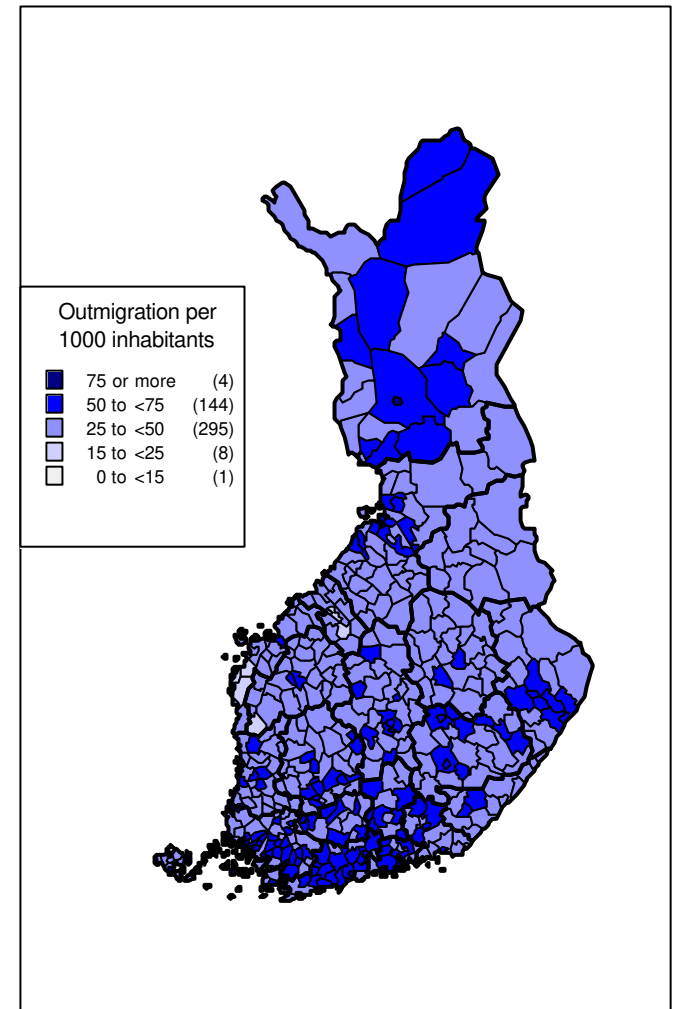 Outmigration per
1000 inhabitants
75 or more (4)
50 to <75 (144)
25 to <50 (295)
15 to <25 (8)
0 to <15 (1)